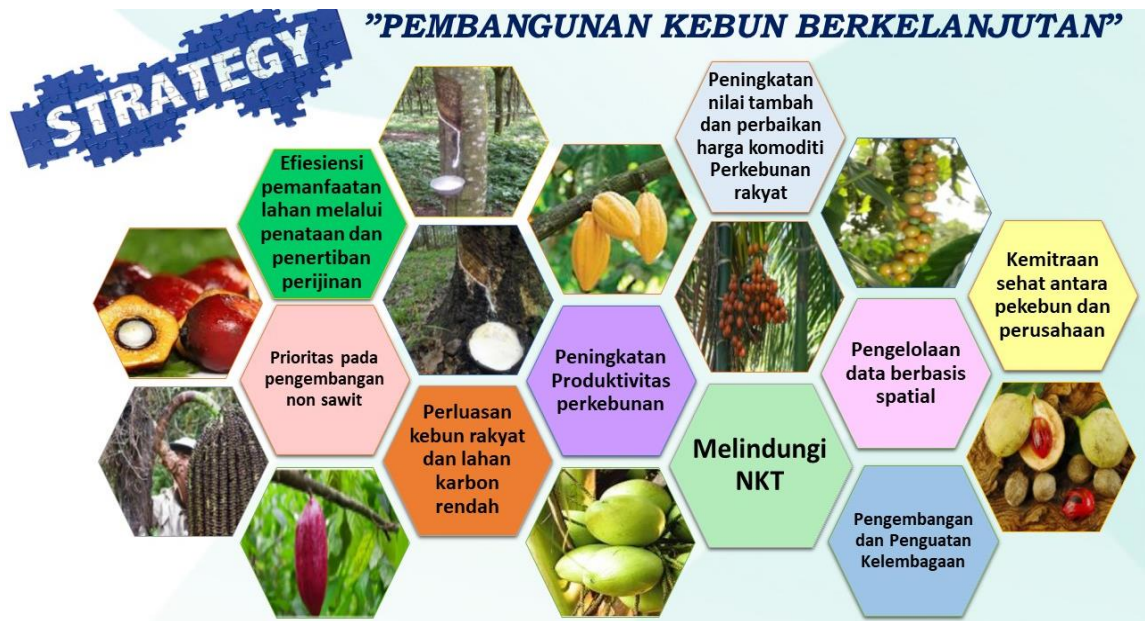 "PEMBANGUNAN KEBUN BERKELANJUTAN"
STRATEGY
Efiesiensi
pemanfaatan
lahan melalui
penataan dan
penertiban
perijinan
Peningkatan
nilai tambah
dan perbaikan
harga komoditi
Perkebunan
rakyat
Kemitraan
sehat antara
pekebun dan
perusahaan
Prioritas pada
pengembangan
non sawit
Perluasan
kebun rakyat
dan lahan
karbon
rendah
Peningkatan
Produktivitas
perkebunan
Melindungi
NKT
Pengelolaan
data berbasis
spatial
Pengembangan
dan Penguatan
Kelembagaan